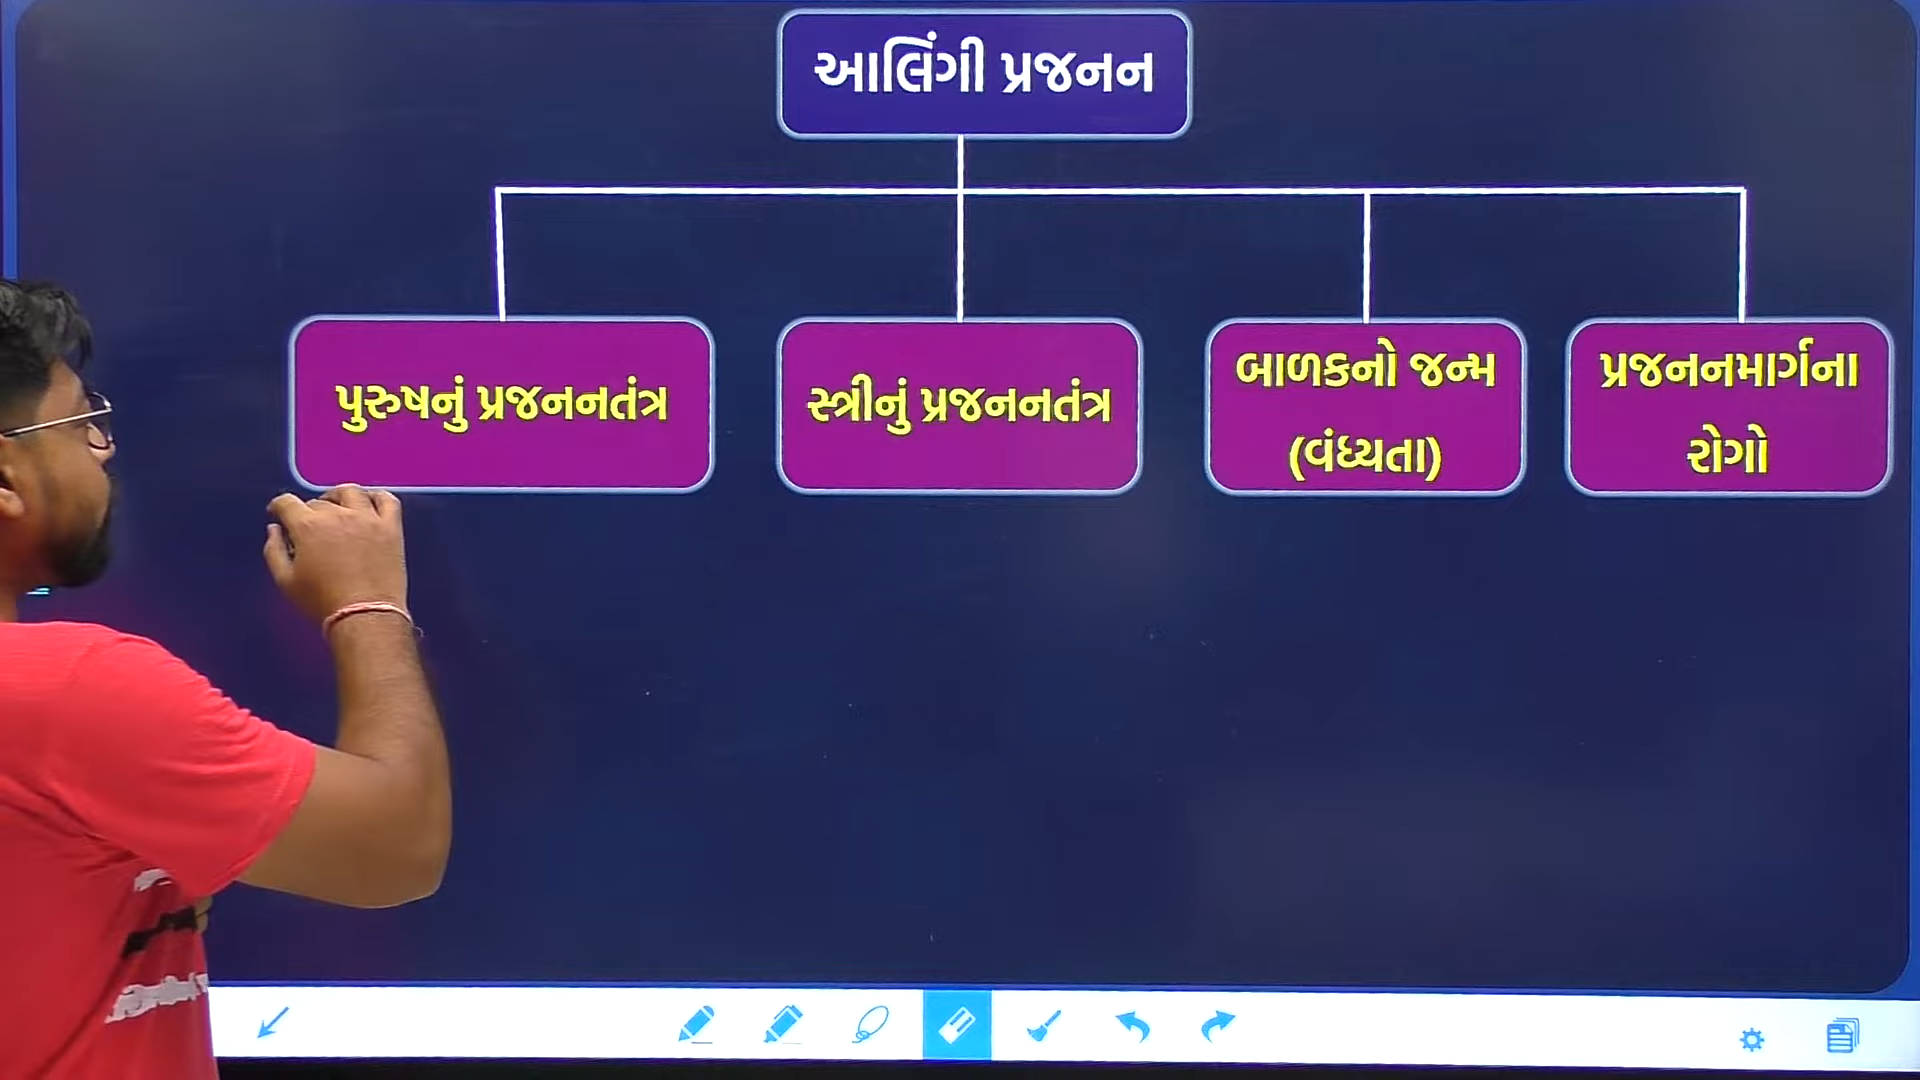 આલિંગી પ્રજનન
પુરુષનું પ્રજનનતંત્ર
સ્ત્રીનું પ્રજનનતંત્ર
બાળકનો જન્મ
(વંધ્યતા)
પ્રજનનમાર્ગના
રોગો